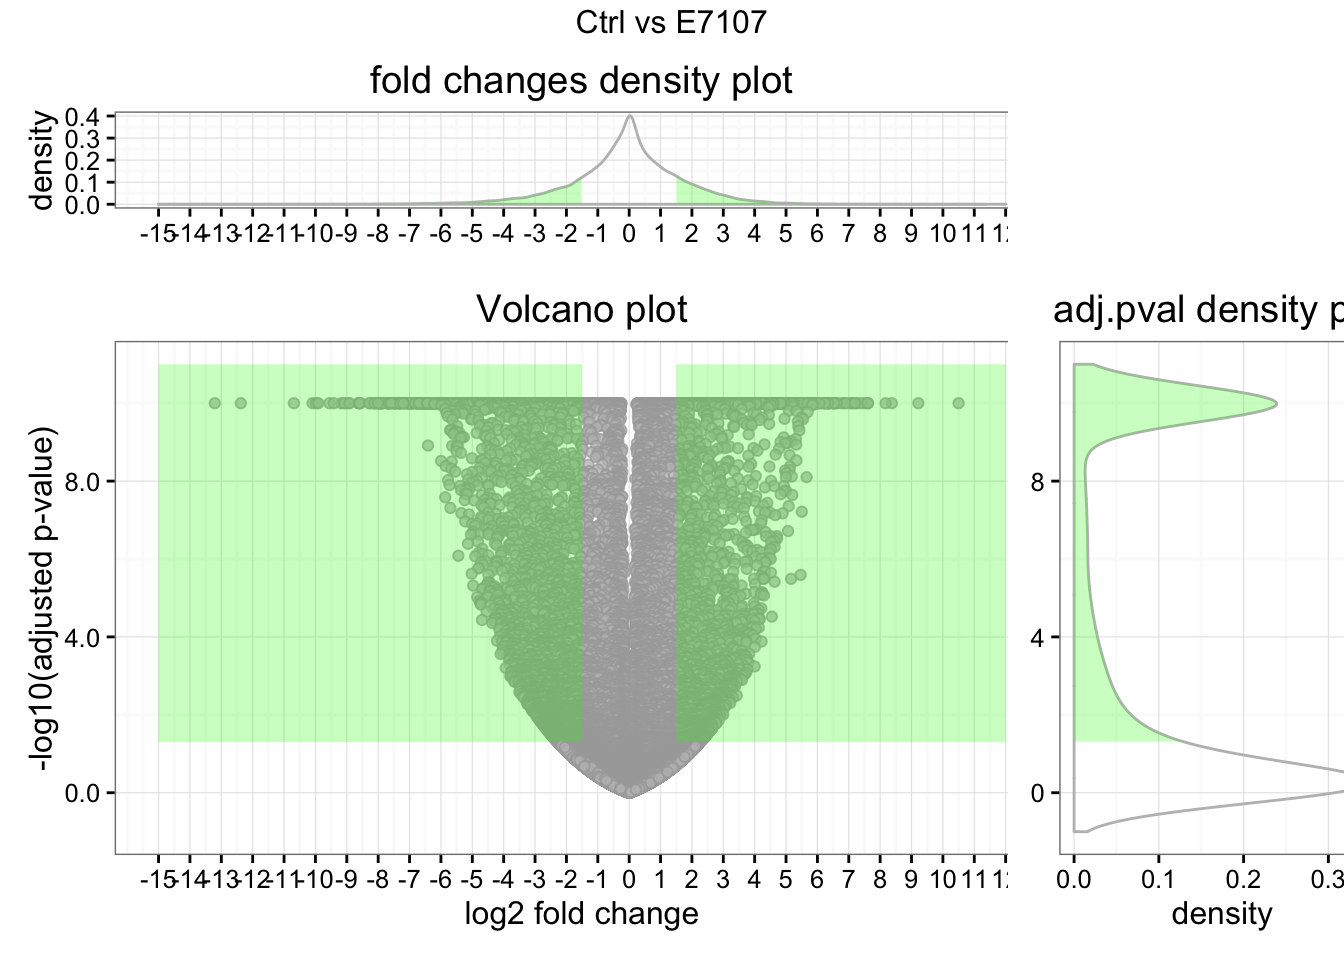 Ctrl vs E7107
fold changes density plot
density
0.4
0.3
0.2
0.1
0.0
-15 -14 -13 -12 -11 -10 -9 -8 -7 -6 -5 -4 -3 -2 -1 0 1 2 3 4 5 6 7 8 9 10 11
Volcano plot
-log10(adjusted p-value)
8.0
4.0
0.0
-15 -14 -13 -12 -11 -10 -9 -8 -7 -6 -5 -4 -3 -2 -1 0 1 2 3 4 5 6 7 8 9 10 11
log2 fold change
adj.pval density
8
4
0
0.0 0.1 0.2 0.3
density